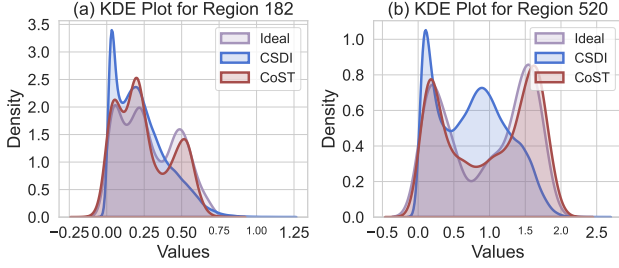 (a) KDE Plot for Region 182
Density
3.5
3.0
2.5
2.0
1.5
1.0
0.5
0.0
Ideal
CSDI
CoST
−0.25 0.00 0.25 0.50 0.75 1.00 1.25
Values
(b) KDE Plot for Region 520
Density
1.0
0.8
0.6
0.4
0.2
0.0
Ideal
CSDI
CoST
−0.5 0.0 0.5 1.0 1.5 2.0 2.5
Values